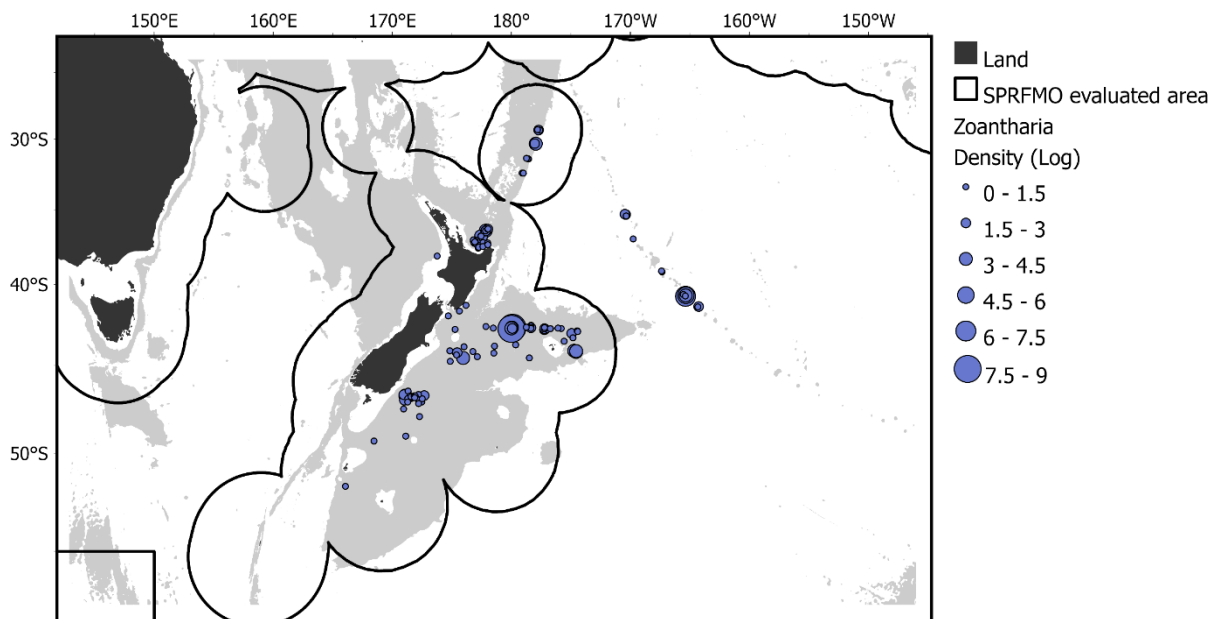 150°E 160°E 170°E 180° 170°W 160°W 150°W
30°S
40°S
50°S
Land
SPRFMO evaluated area
Zoantharia
Density (Log)
0 - 1.5
1.5 - 3
3 - 4.5
4.5 - 6
6 - 7.5
7.5 - 9